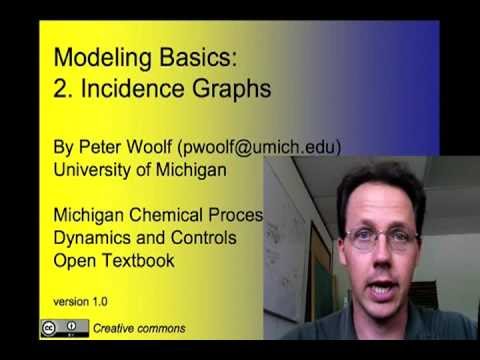 Modeling Basics:
2. Incidence Graphs
By Peter Woolf (pwoolf@umich.edu)
University of Michigan
Michigan Chemical Proces
Dynamics and Controls
Open Textbook
version 1.0
cc
Creative commons